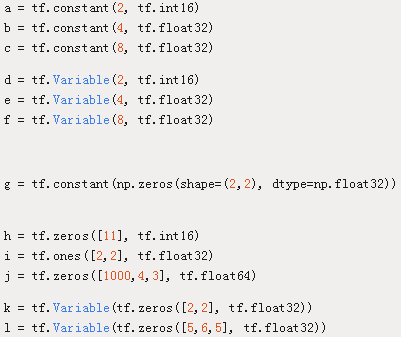 a = tf.constant(2, tf.int16)
b = tf.constant(4, tf.float32)
c = tf.constant(8, tf.float32)
d = tf.Variable(2, tf.int16)
e = tf.Variable(4, tf.float32)
f = tf.Variable(8, tf.float32)
g = tf.constant(np.zeros(shape=(2,2), dtype=np.float32))
h = tf.zeros([11], tf.int16)
i = tf.ones([2,2], tf.float32)
j = tf.zeros([1000,4,3], tf.float64)
k = tf.Variable(tf.zeros([2,2], tf.float32))
l = tf.Variable(tf.zeros([5,6,5], tf.float32))